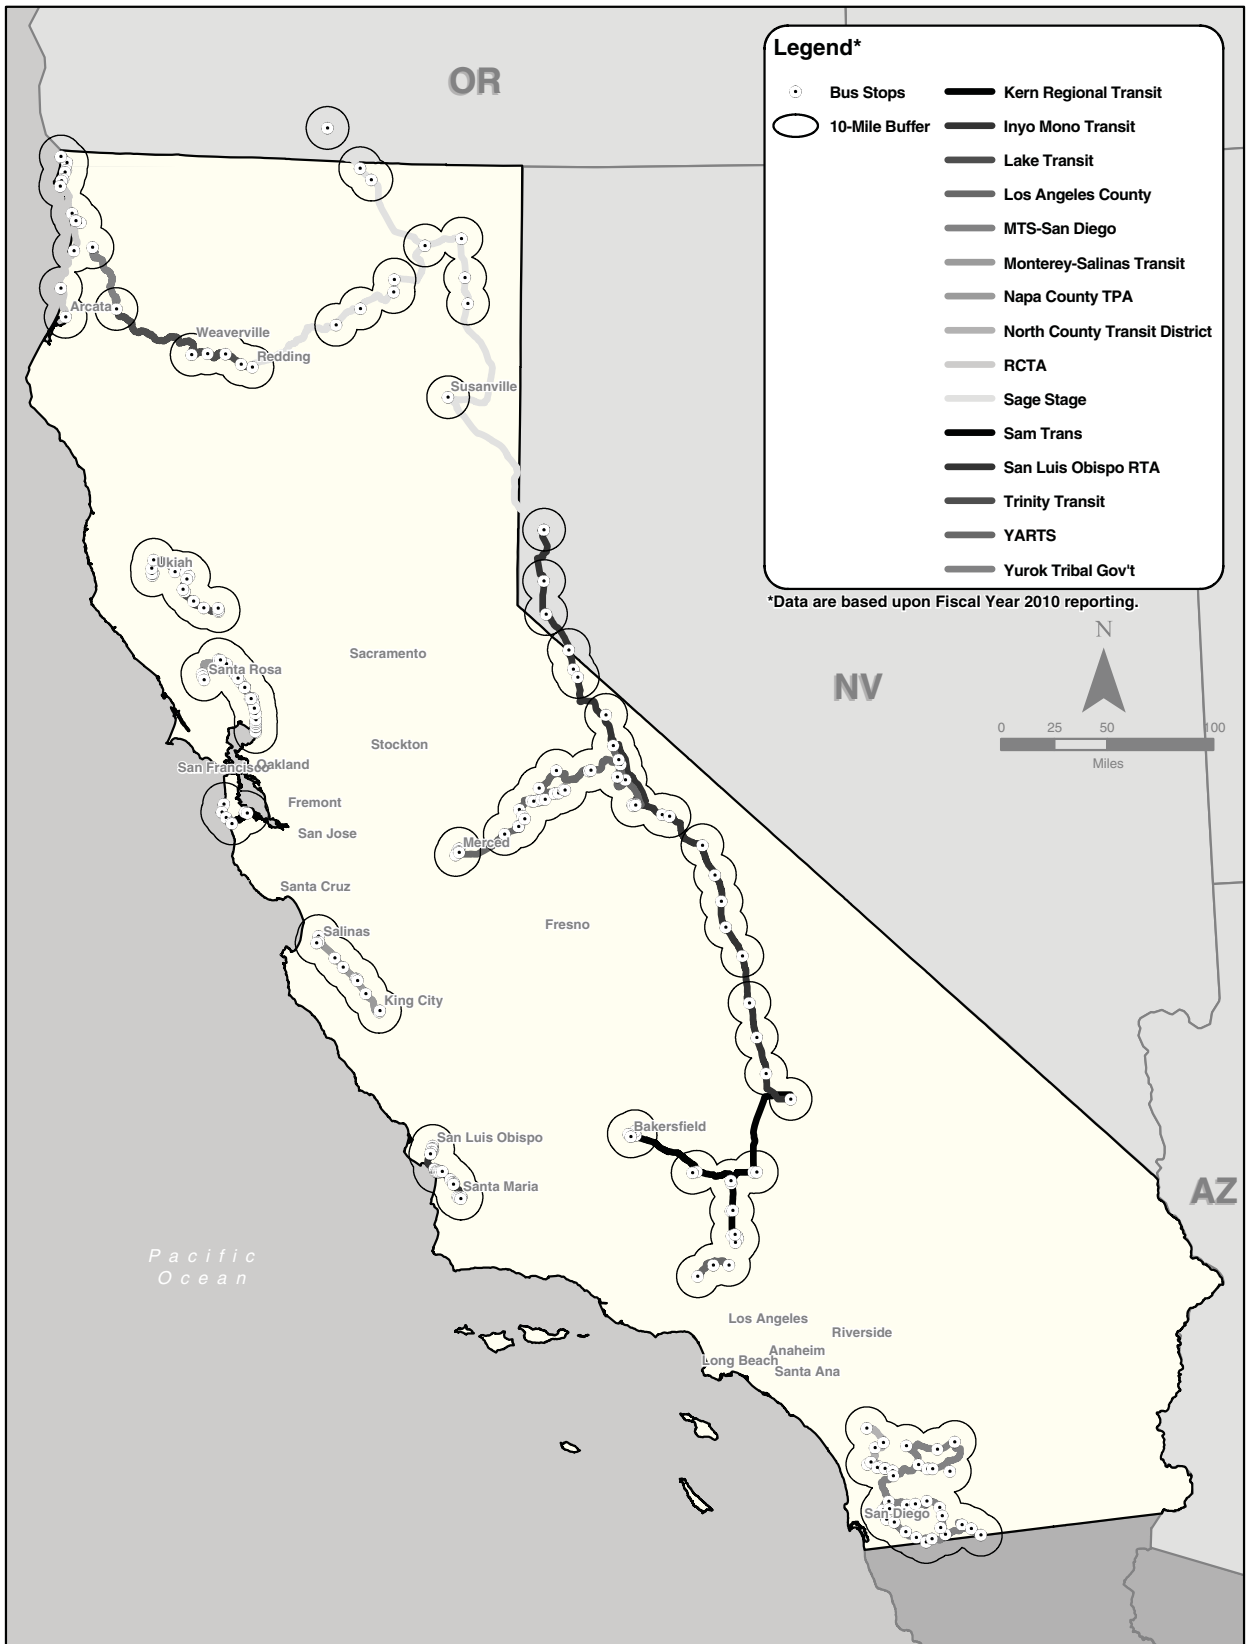 OR
Legend*
Bus Stops
10-Mile Buffer
Kern Regional Transit
Inyo Mono Transit
Lake Transit
Los Angeles County
MTS-San Diego
Monterey-Salinas Transit
Napa County TPA
North County Transit District
RCTA
Sage Stage
Sam Trans
San Luis Obispo RTA
Trinity Transit
YARTS
Yurok Tribal Gov't
*Data are based upon Fiscal Year 2010 reporting.
N
0 25 50 100
Miles
NV
AZ
Arcata
Weaverville
Redding
Susanville
Ukiah
Sacramento
Santa Rosa
Stockton
San Francisco
Oakland
Fremont
San Jose
Merced
Santa Cruz
Fresno
Salinas
King City
Bakersfield
San Luis Obispo
Santa Maria
Pacific
Ocean
Los Angeles
Riverside
Anaheim
Long Beach
Santa Ana
San Diego